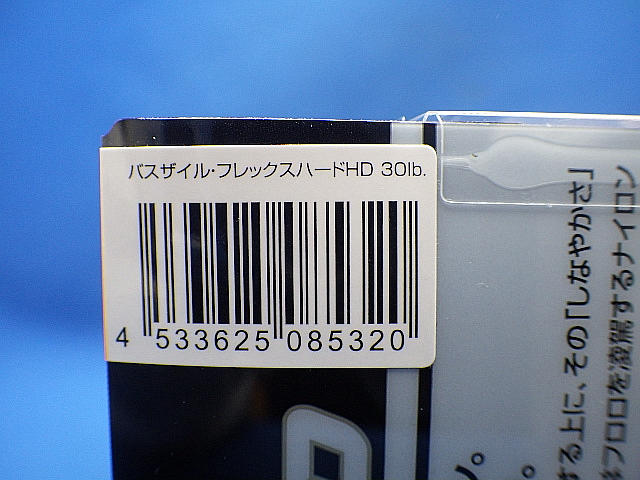 バスザイル・フレックスハードHD 30lb.
4 533625 085320
する上に、その「しなやかさ」
フロロを凌駕するナイロン